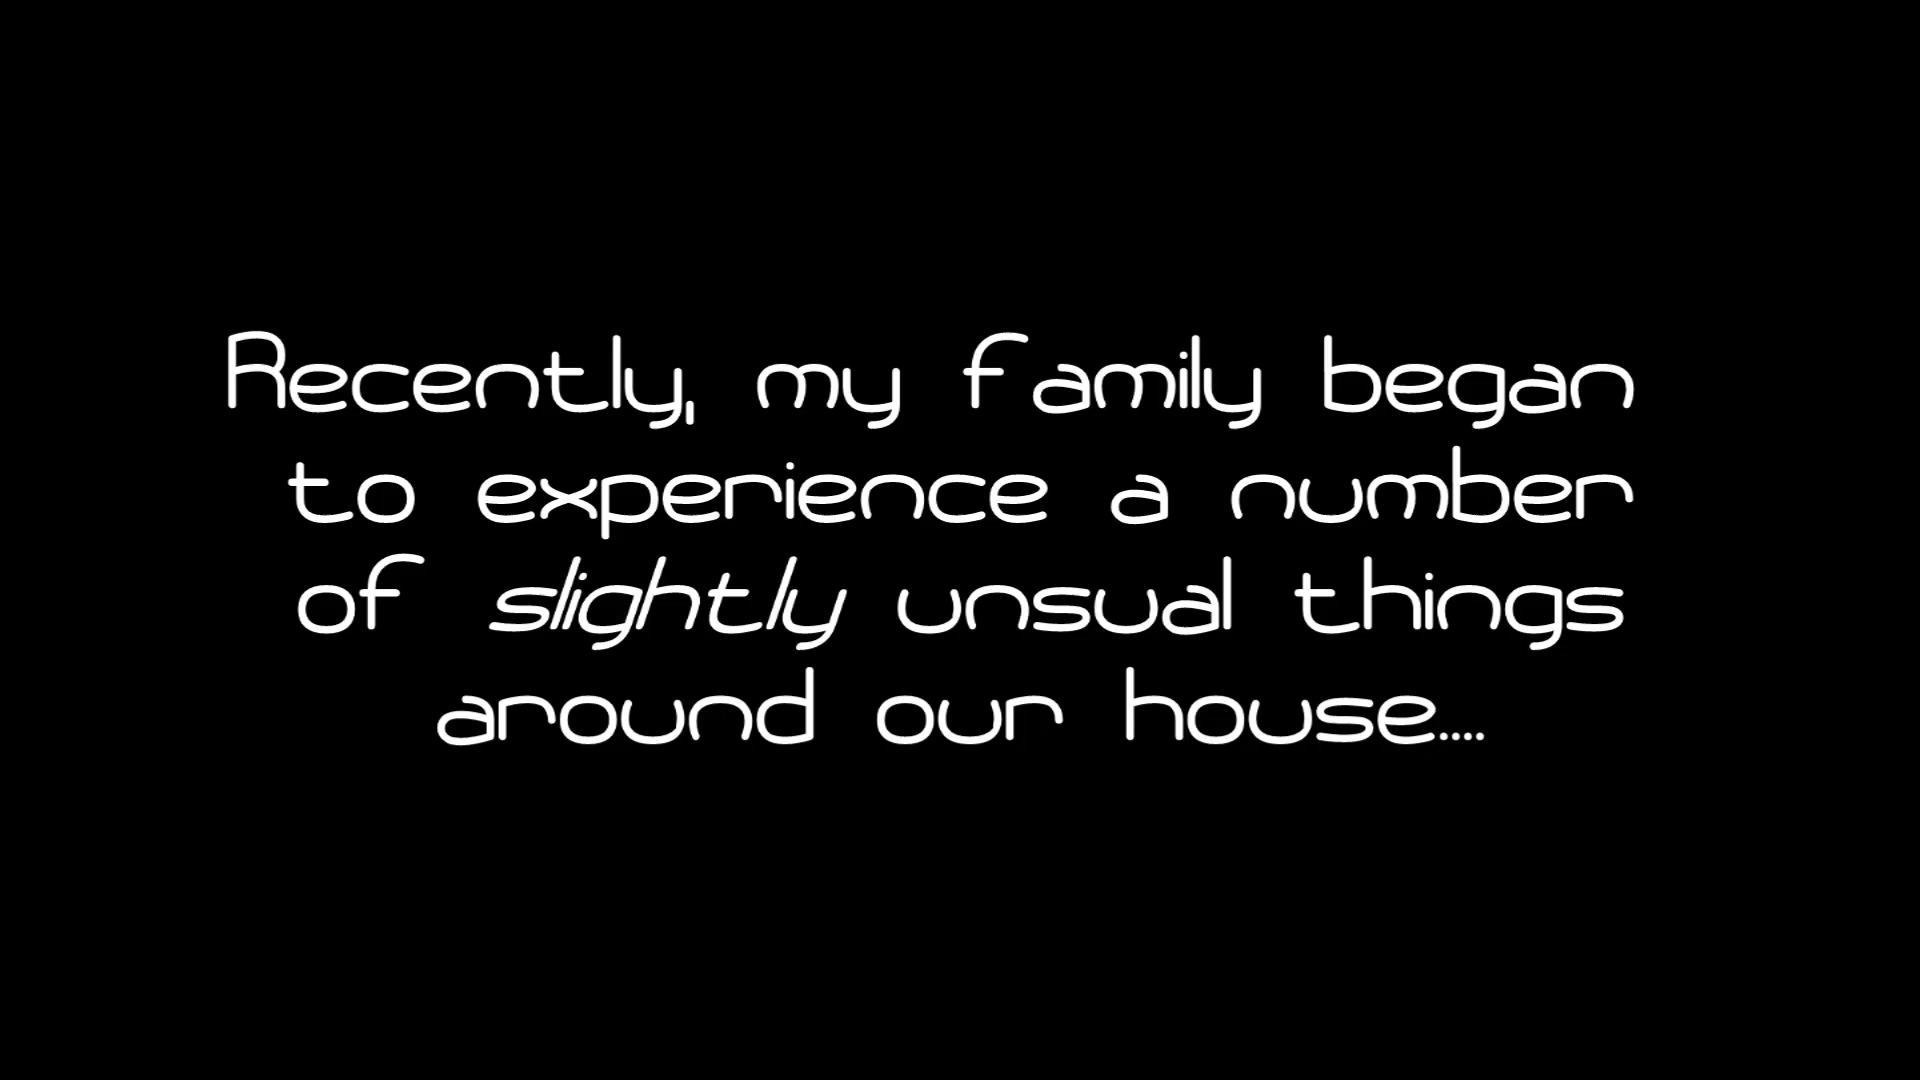 Recently, my family began
to experience a number
of slightly unsual things
around our house....